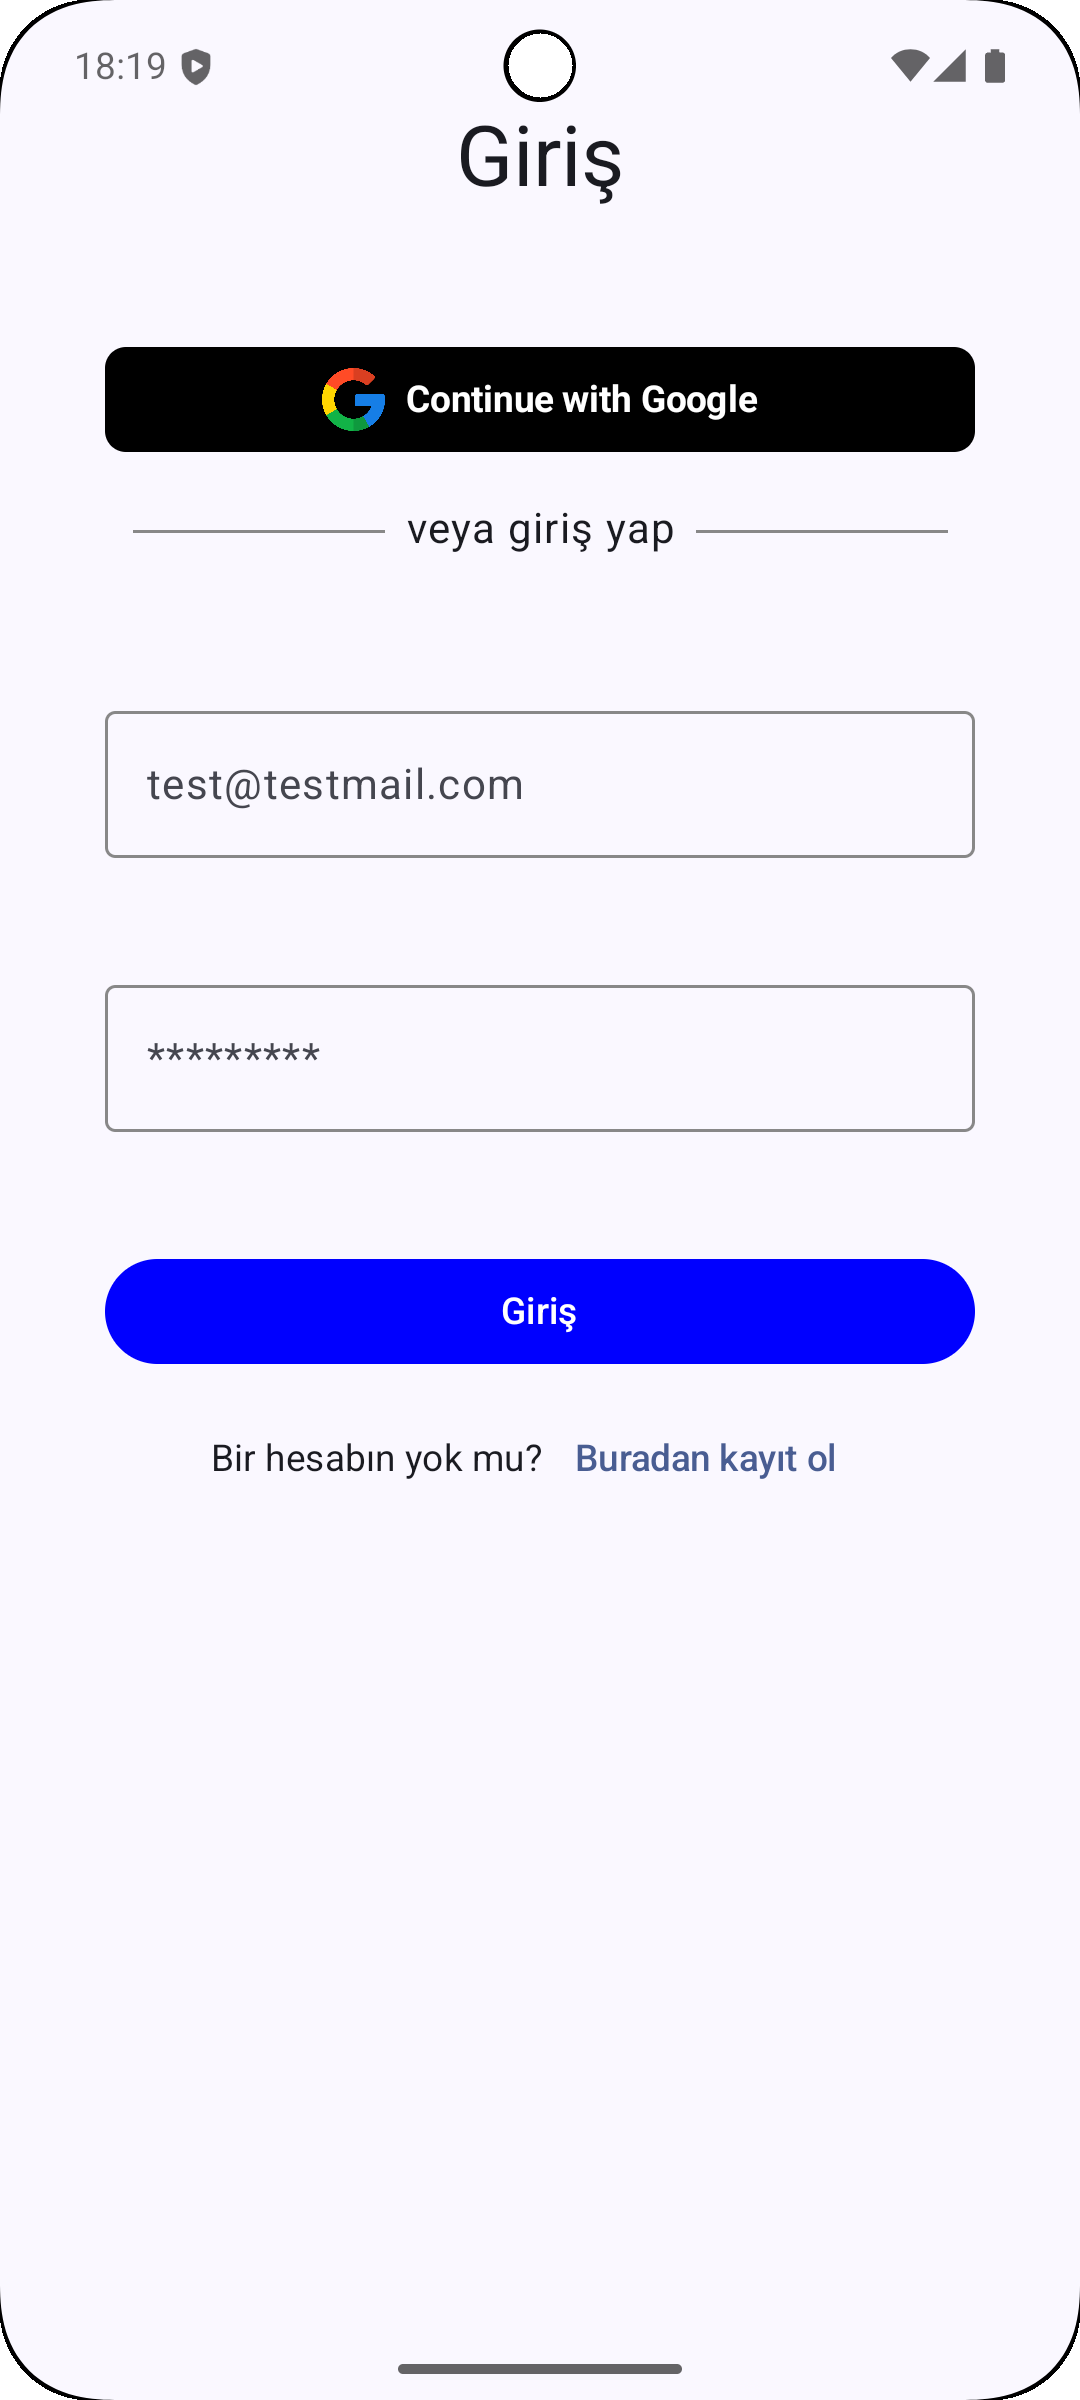 18:19
Giriş
Continue with Google
veya giriş yap
test@testmail.com
*********
Giriş
Bir hesabın yok mu? Buradan kayıt ol